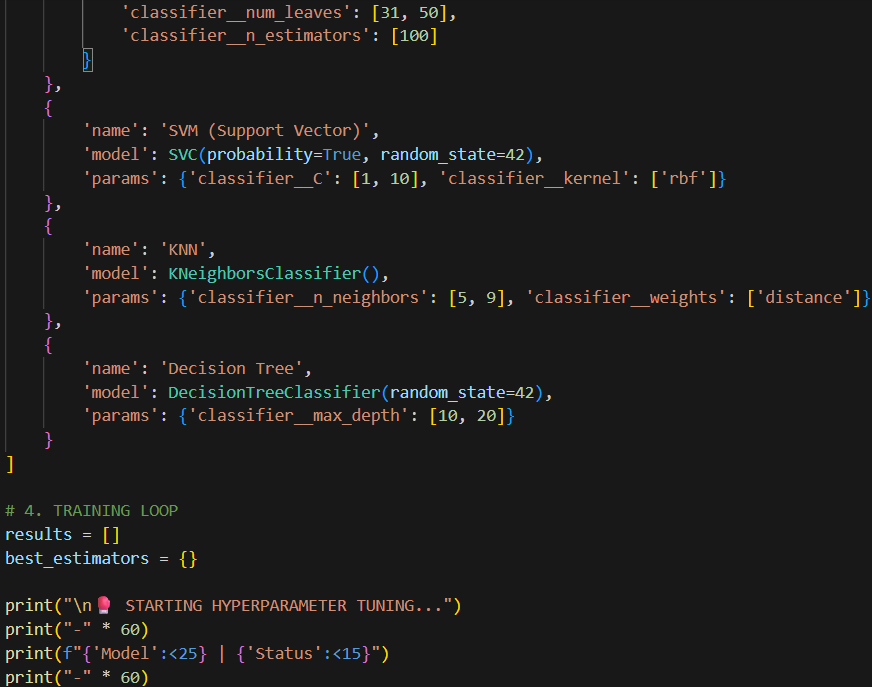 'classifier__num_leaves': [31, 50],
            'classifier__n_estimators': [100]
        }
    },
    {
        'name': 'SVM (Support Vector)',
        'model': SVC(probability=True, random_state=42),
        'params': {'classifier__C': [1, 10], 'classifier__kernel': ['rbf']}
    },
    {
        'name': 'KNN',
        'model': KNeighborsClassifier(),
        'params': {'classifier__n_neighbors': [5, 9], 'classifier__weights': ['distance']}
    },
    {
        'name': 'Decision Tree',
        'model': DecisionTreeClassifier(random_state=42),
        'params': {'classifier__max_depth': [10, 20]}
    }
]

# 4. TRAINING LOOP
results = []
best_estimators = {}

print("\n🥊 STARTING HYPERPARAMETER TUNING...")
print("-" * 60)
print(f"{'Model':<25} | {'Status':<15}")
print("-" * 60)